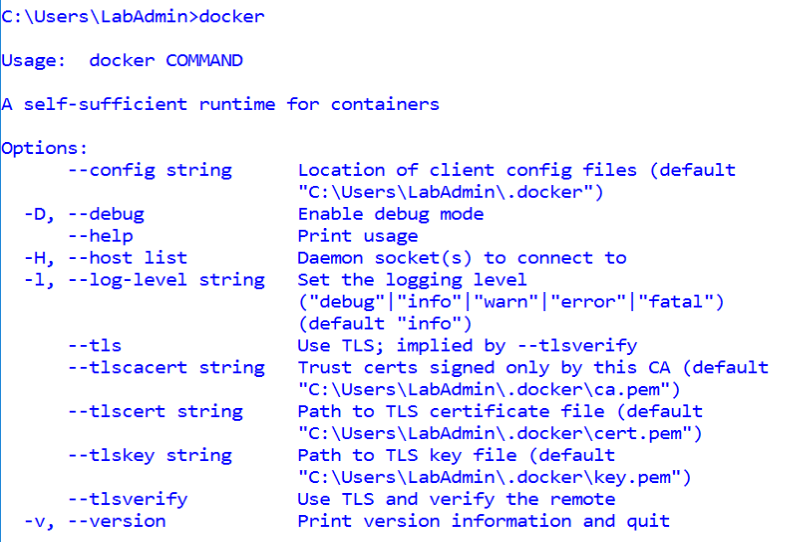 C:\Users\LabAdmin>docker
Usage:  docker COMMAND
A self-sufficient runtime for containers
Options:
      --config string      Location of client config files (default
                           "C:\Users\LabAdmin\.docker")
  -D, --debug              Enable debug mode
      --help               Print usage
  -H, --host list          Daemon socket(s) to connect to
  -l, --log-level string   Set the logging level
                           ("debug"|"info"|"warn"|"error"|"fatal")
                           (default "info")
      --tls                Use TLS; implied by --tlsverify
      --tlscacert string   Trust certs signed only by this CA (default
                           "C:\Users\LabAdmin\.docker\ca.pem")
      --tlscert string     Path to TLS certificate file (default
                           "C:\Users\LabAdmin\.docker\cert.pem")
      --tlskey string      Path to TLS key file (default
                           "C:\Users\LabAdmin\.docker\key.pem")
      --tlsverify          Use TLS and verify the remote
  -v, --version            Print version information and quit